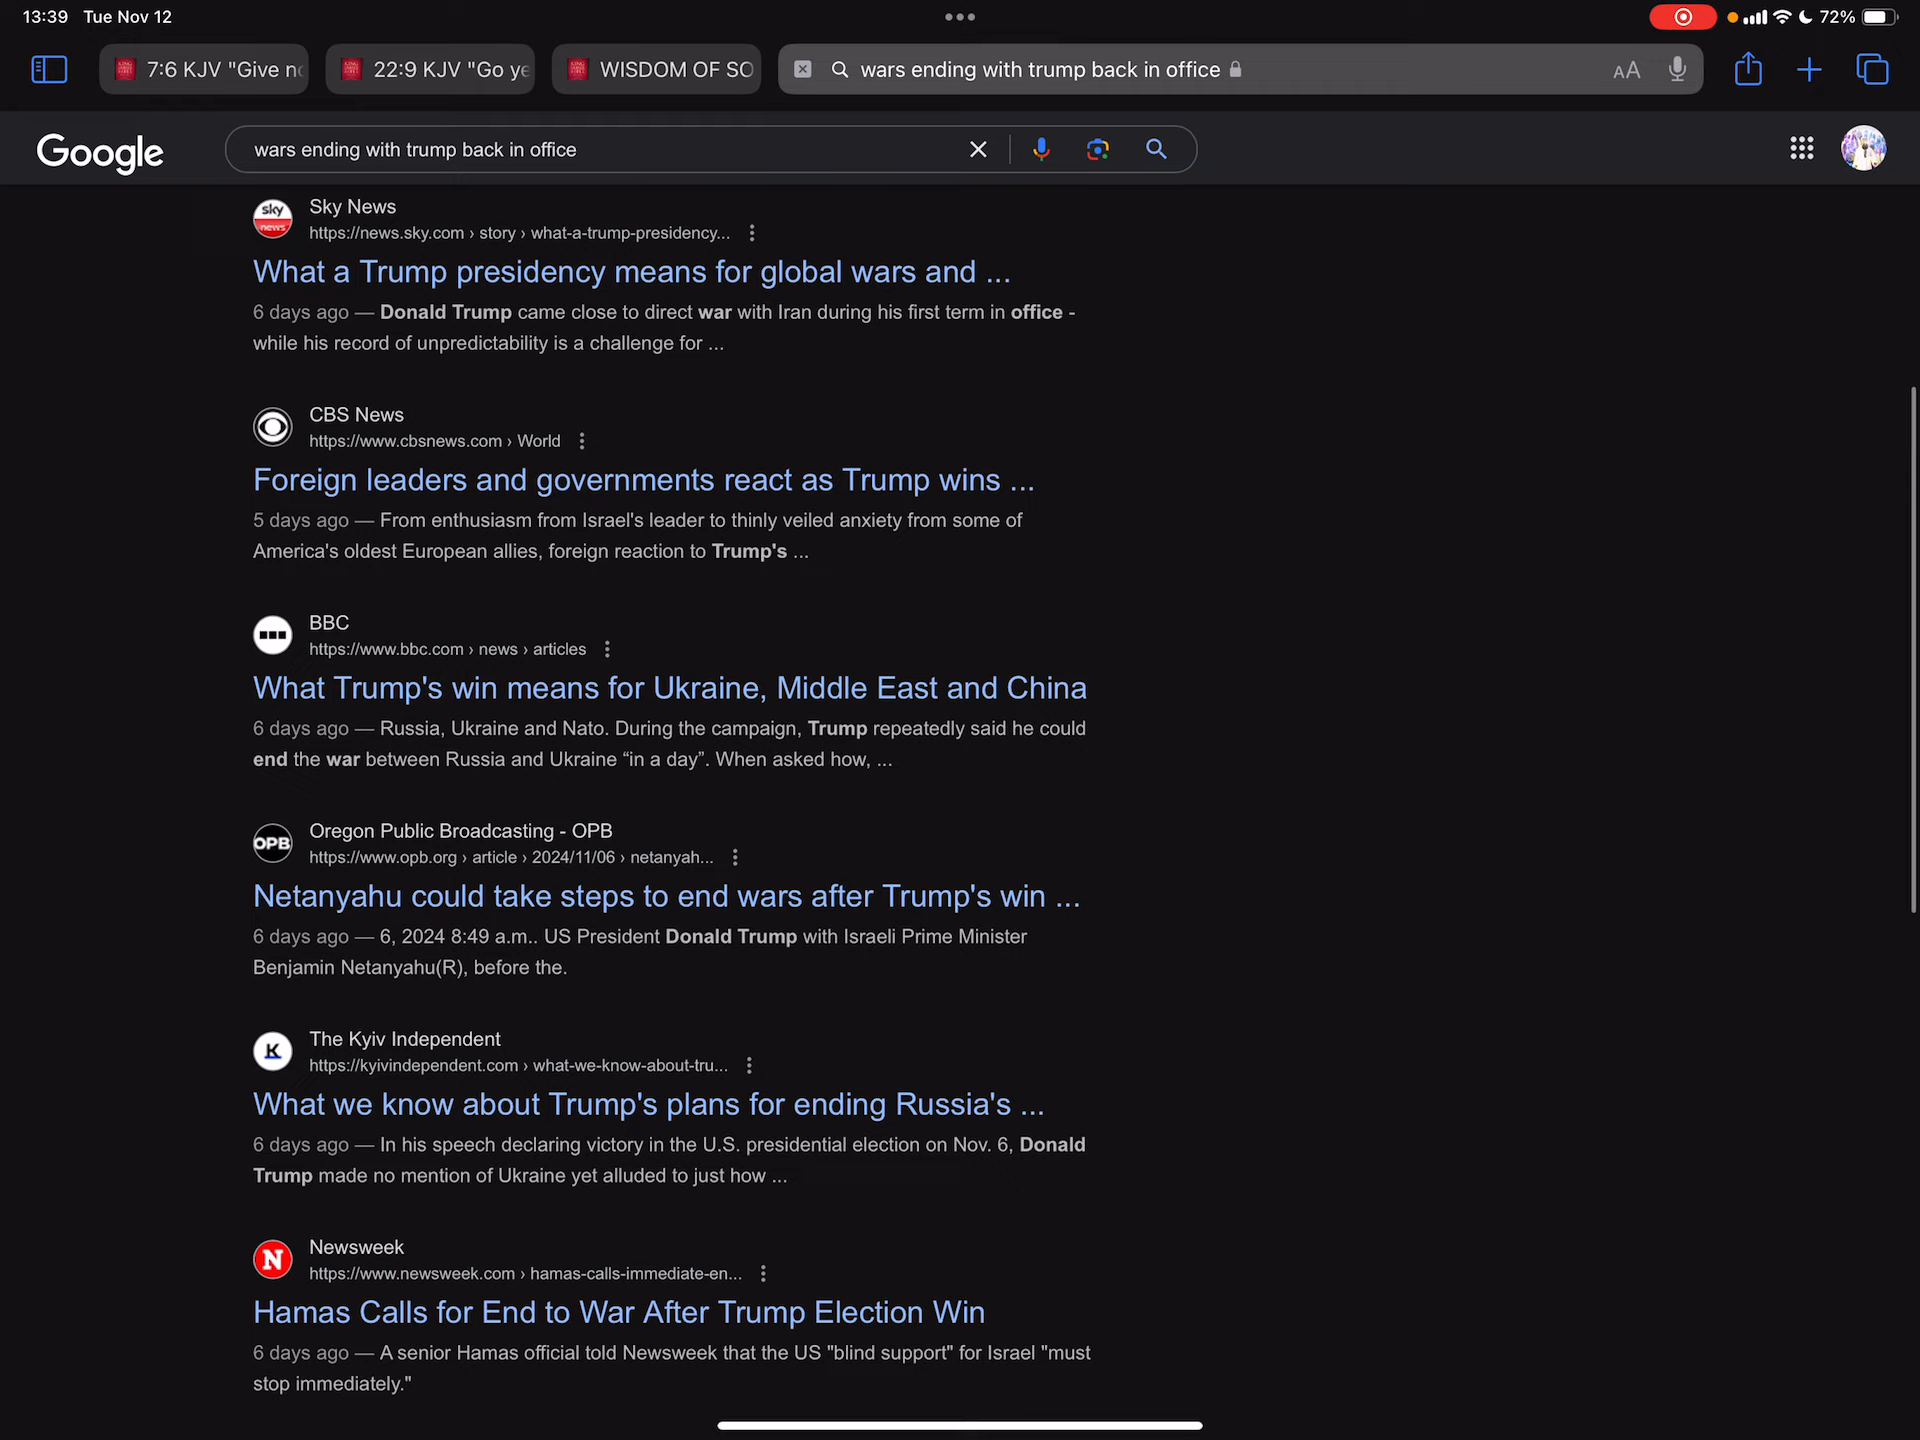 13:39 Tue Nov 12
72%
7:6 KJV "Give no
22:9 KJV "Go ye
WISDOM OF SO
wars ending with trump back in office
AA
Google
wars ending with trump back in office
sky news
Sky News
https://news.sky.com › story › what-a-trump-presidency...
What a Trump presidency means for global wars and ...
6 days ago — Donald Trump came close to direct war with Iran during his first term in office -
while his record of unpredictability is a challenge for ...
CBS News
https://www.cbsnews.com › World
Foreign leaders and governments react as Trump wins ...
5 days ago — From enthusiasm from Israel's leader to thinly veiled anxiety from some of
America's oldest European allies, foreign reaction to Trump's ...
BBC
https://www.bbc.com › news › articles
What Trump's win means for Ukraine, Middle East and China
6 days ago — Russia, Ukraine and Nato. During the campaign, Trump repeatedly said he could
end the war between Russia and Ukraine “in a day”. When asked how, ...
OPB
Oregon Public Broadcasting - OPB
https://www.opb.org › article › 2024/11/06 › netanyah...
Netanyahu could take steps to end wars after Trump's win ...
6 days ago — 6, 2024 8:49 a.m.. US President Donald Trump with Israeli Prime Minister
Benjamin Netanyahu(R), before the.
K
The Kyiv Independent
https://kyivindependent.com › what-we-know-about-tru...
What we know about Trump's plans for ending Russia's ...
6 days ago — In his speech declaring victory in the U.S. presidential election on Nov. 6, Donald
Trump made no mention of Ukraine yet alluded to just how ...
N
Newsweek
https://www.newsweek.com › hamas-calls-immediate-en...
Hamas Calls for End to War After Trump Election Win
6 days ago — A senior Hamas official told Newsweek that the US "blind support" for Israel "must
stop immediately."